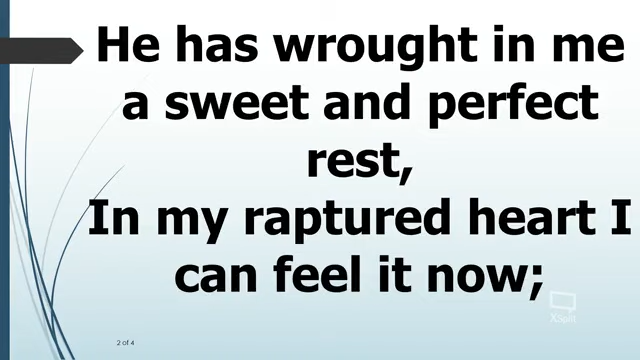 He has wrought in me
a sweet and perfect
rest,
In my raptured heart I
can feel it now;
XSplit
2 of 4